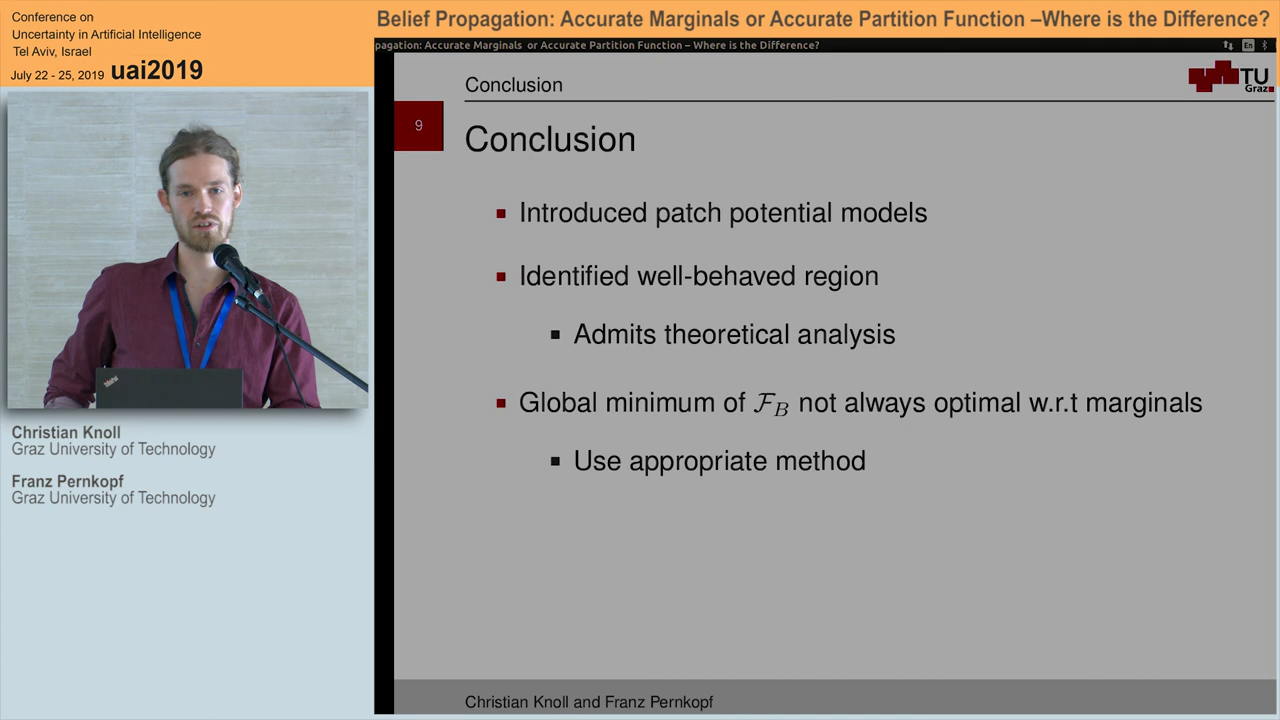 Conference on
Uncertainty in Artificial Intelligence
Tel Aviv, Israel
July 22 - 25, 2019 uai2019
Belief Propagation: Accurate Marginals or Accurate Partition Function –Where is the Difference?
pagation: Accurate Marginals or Accurate Partition Function – Where is the Difference?
En
Conclusion
TU
Graz
9
Conclusion
Introduced patch potential models
Identified well-behaved region
Admits theoretical analysis
Global minimum of F_B not always optimal w.r.t marginals
Use appropriate method
Christian Knoll and Franz Pernkopf
ThinkPad
Christian Knoll
Graz University of Technology
Franz Pernkopf
Graz University of Technology